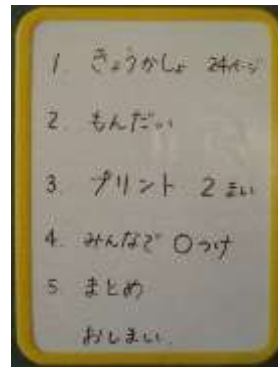 1. きょうかしょ 24ページ
2. もんだい
3 プリント 2まい
4. みんなで ○つけ
5 まとめ
おしまい